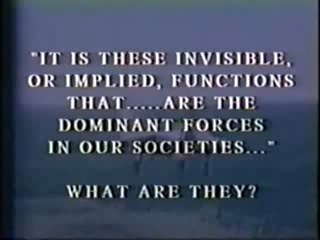 "IT IS THESE INVISIBLE,
OR IMPLIED, FUNCTIONS
THAT.....ARE THE
DOMINANT FORCES
IN OUR SOCIETIES..."
WHAT ARE THEY?